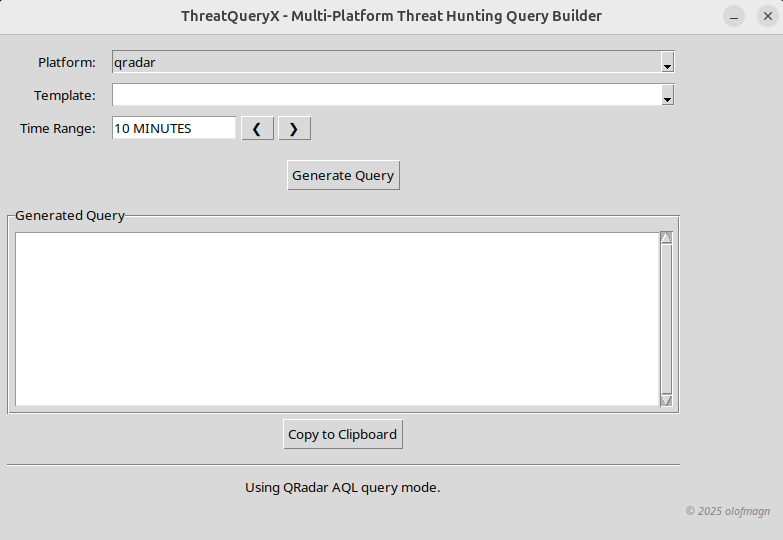 ThreatQueryX - Multi-Platform Threat Hunting Query Builder
Platform: qradar
Template:
Time Range: 10 MINUTES ❮ ❯
Generate Query
Generated Query
Copy to Clipboard
Using QRadar AQL query mode.
© 2025 olofmagn